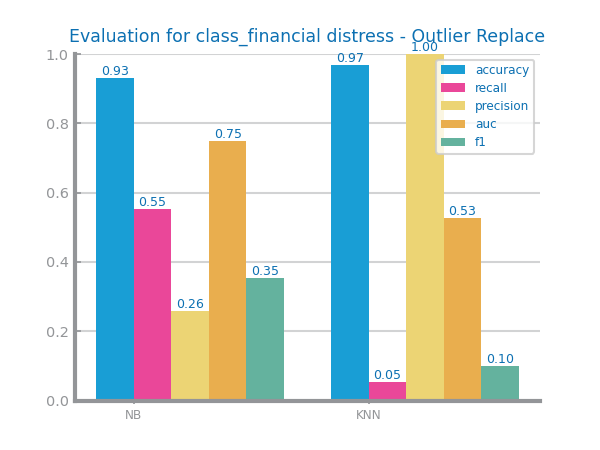 Evaluation for class_financial distress - Outlier Replace
1.0
0.8
0.6
0.4
0.2
0.0
0.93
0.55
0.26
0.75
0.35
0.97
0.05
1.00
0.53
0.10
accuracy
recall
precision
auc
f1
NB
KNN